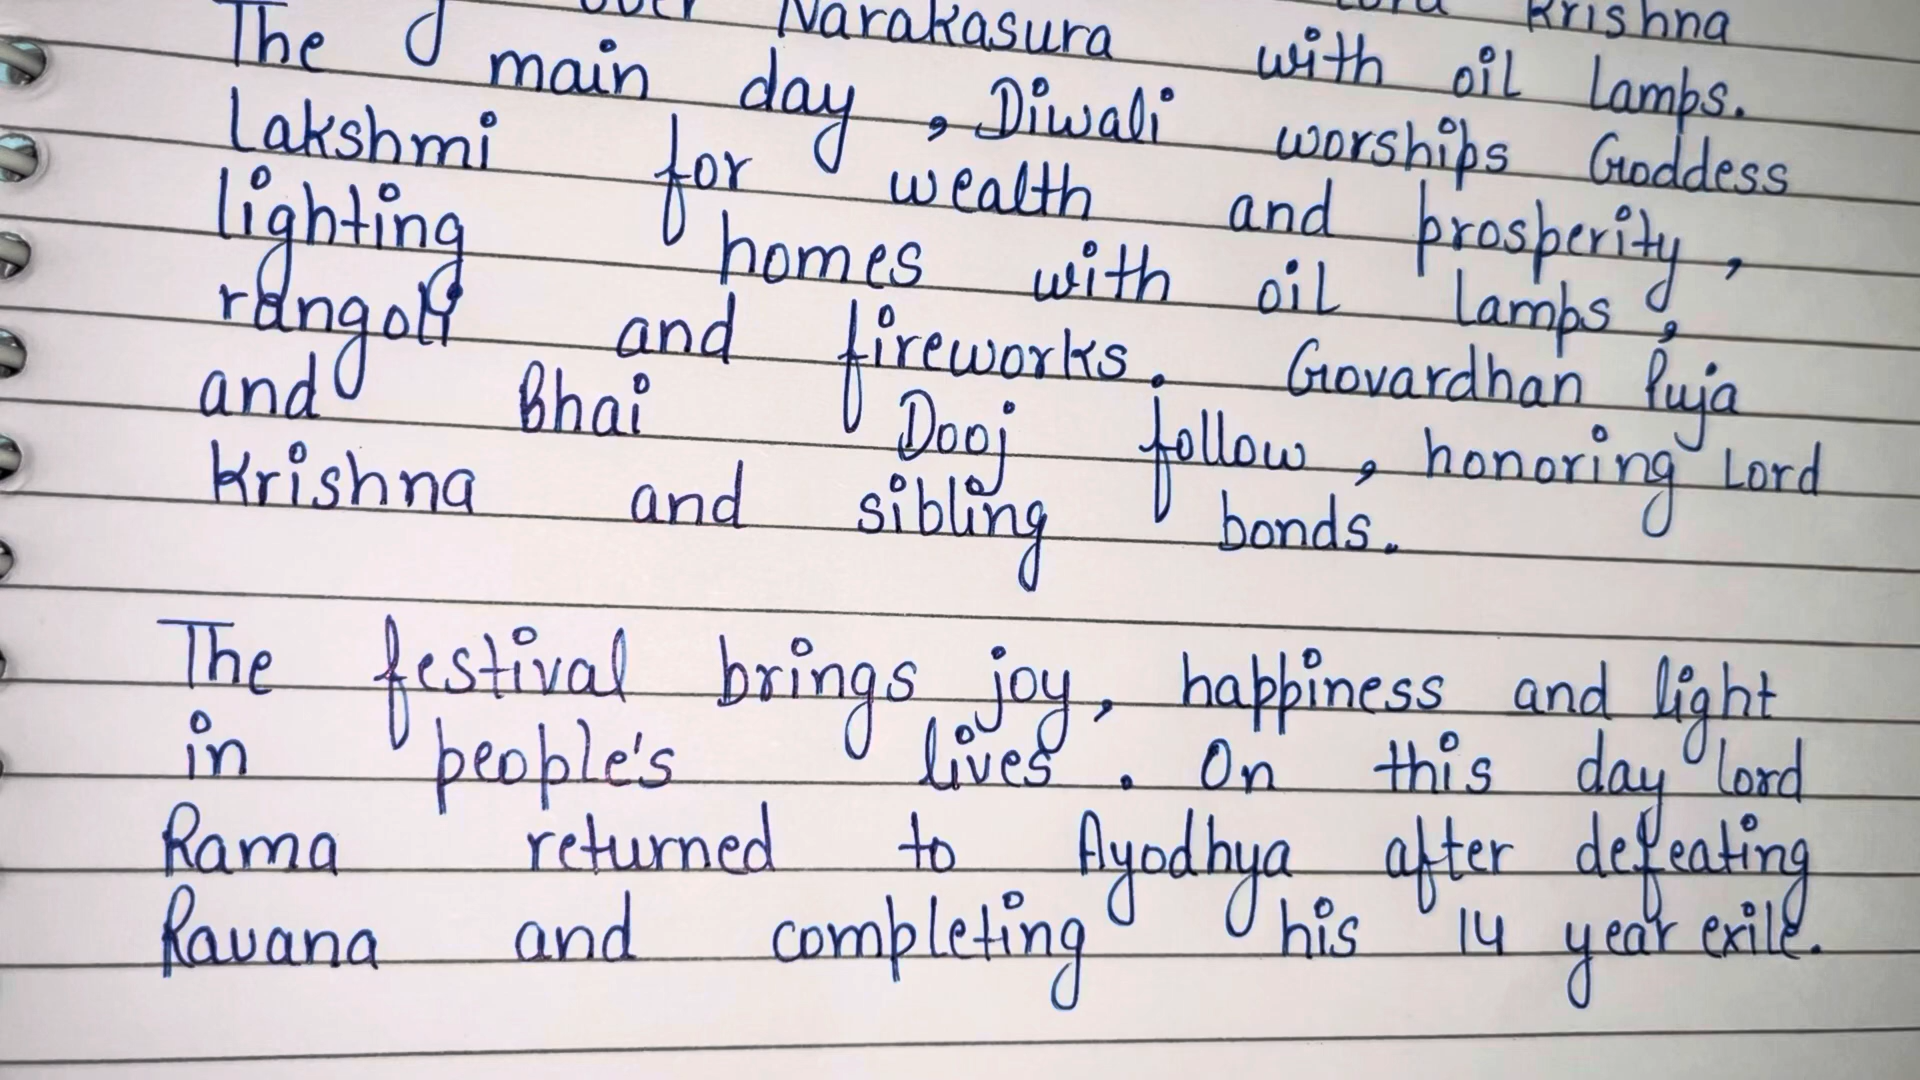 over Narakasura with oil lamps.
The main day, Diwali worships Goddess
Lakshmi for wealth and prosperity,
lighting homes with oil lamps,
rangoli and fireworks. Govardhan Puja
and Bhai Dooj follow, honoring Lord
Krishna and sibling bonds.
The festival brings joy, happiness and light
in people's lives. On this day lord
Rama returned to Ayodhya after defeating
Ravana and completing his 14 year exile.